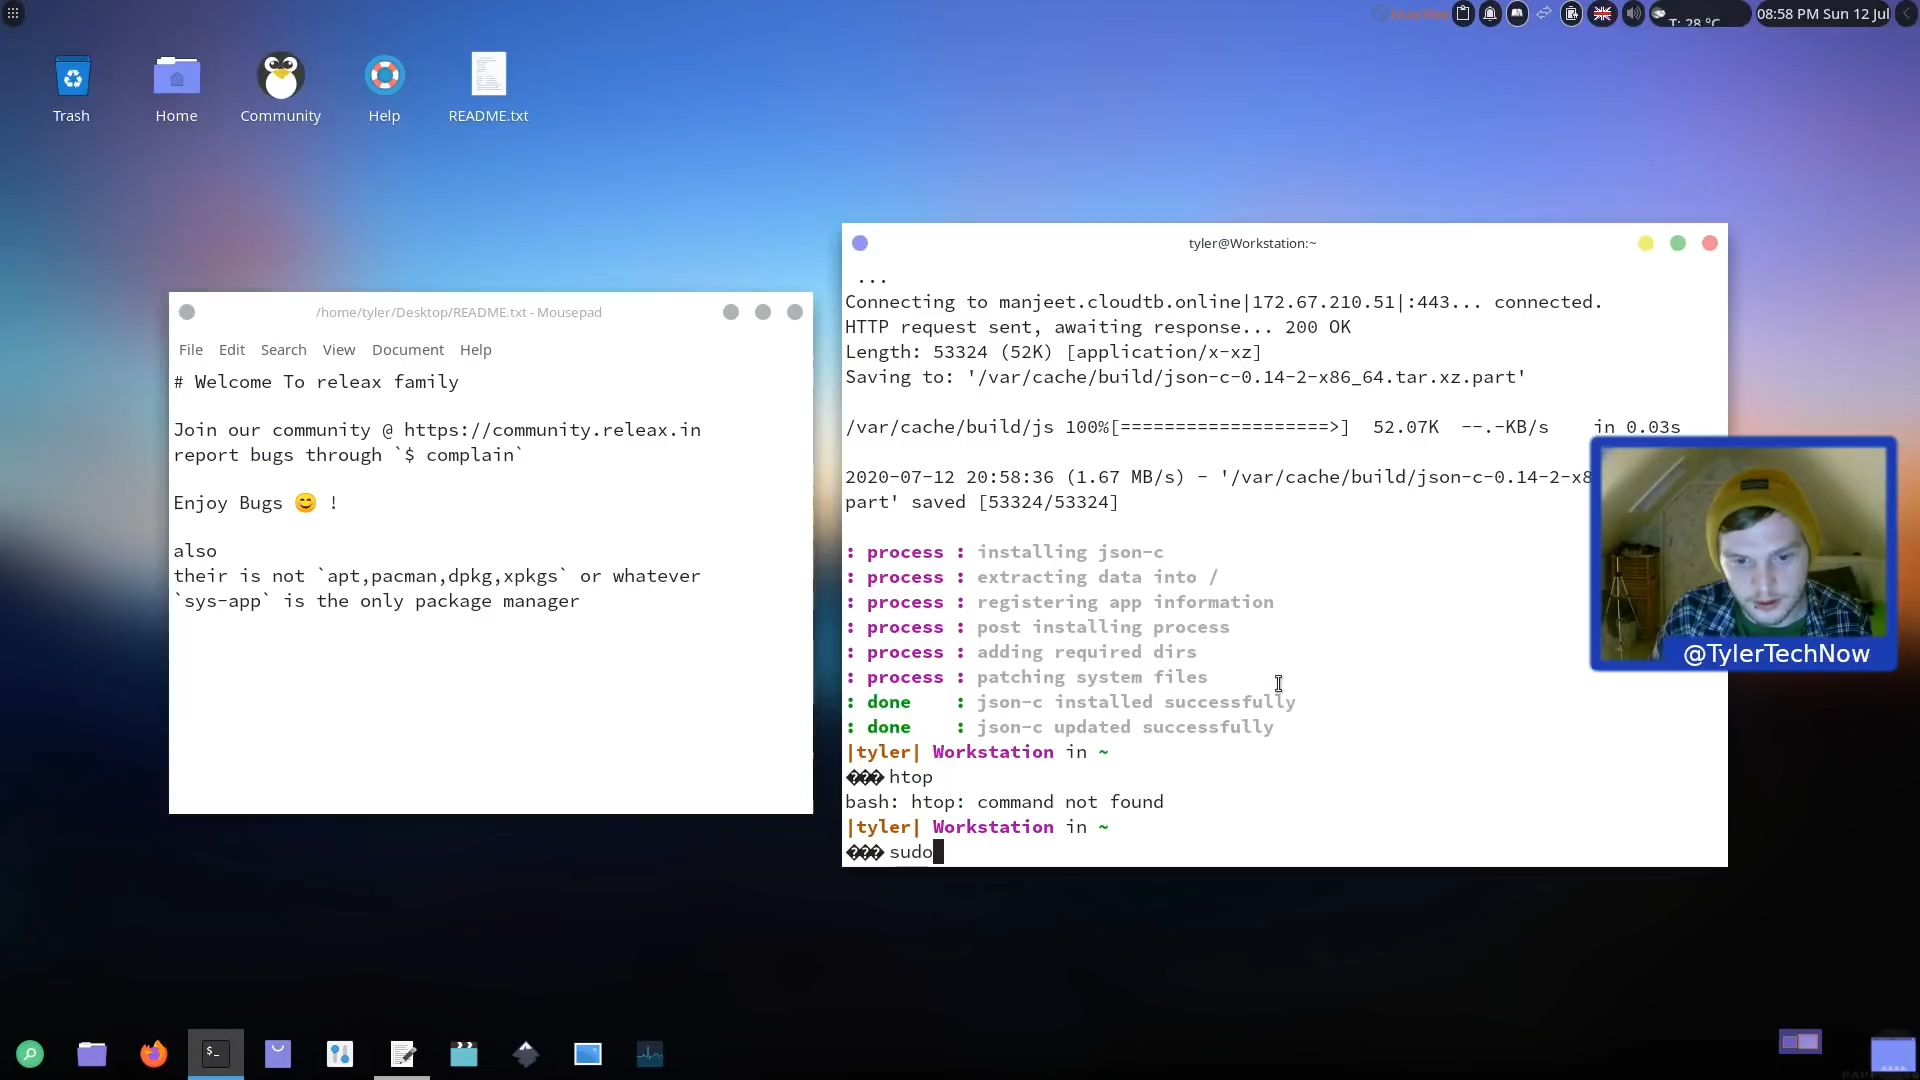 T: 28 °C
08:58 PM Sun 12 Jul
Trash
Home
Community
Help
README.txt
/home/tyler/Desktop/README.txt - Mousepad
File Edit Search View Document Help
# Welcome To releax family
Join our community @ https://community.releax.in
report bugs through `$ complain`
Enjoy Bugs 😊 !
also
their is not `apt,pacman,dpkg,xpkgs` or whatever
`sys-app` is the only package manager
tyler@Workstation:~
...
Connecting to manjeet.cloudtb.online|172.67.210.51|:443... connected.
HTTP request sent, awaiting response... 200 OK
Length: 53324 (52K) [application/x-xz]
Saving to: '/var/cache/build/json-c-0.14-2-x86_64.tar.xz.part'
/var/cache/build/js 100%[===================>] 52.07K --.-KB/s in 0.03s
2020-07-12 20:58:36 (1.67 MB/s) - '/var/cache/build/json-c-0.14-2-x8
part' saved [53324/53324]
: process : installing json-c
: process : extracting data into /
: process : registering app information
: process : post installing process
: process : adding required dirs
: process : patching system files
: done : json-c installed successfully
: done : json-c updated successfully
|tyler| Workstation in ~
��� htop
bash: htop: command not found
|tyler| Workstation in ~
��� sudo
@TylerTechNow